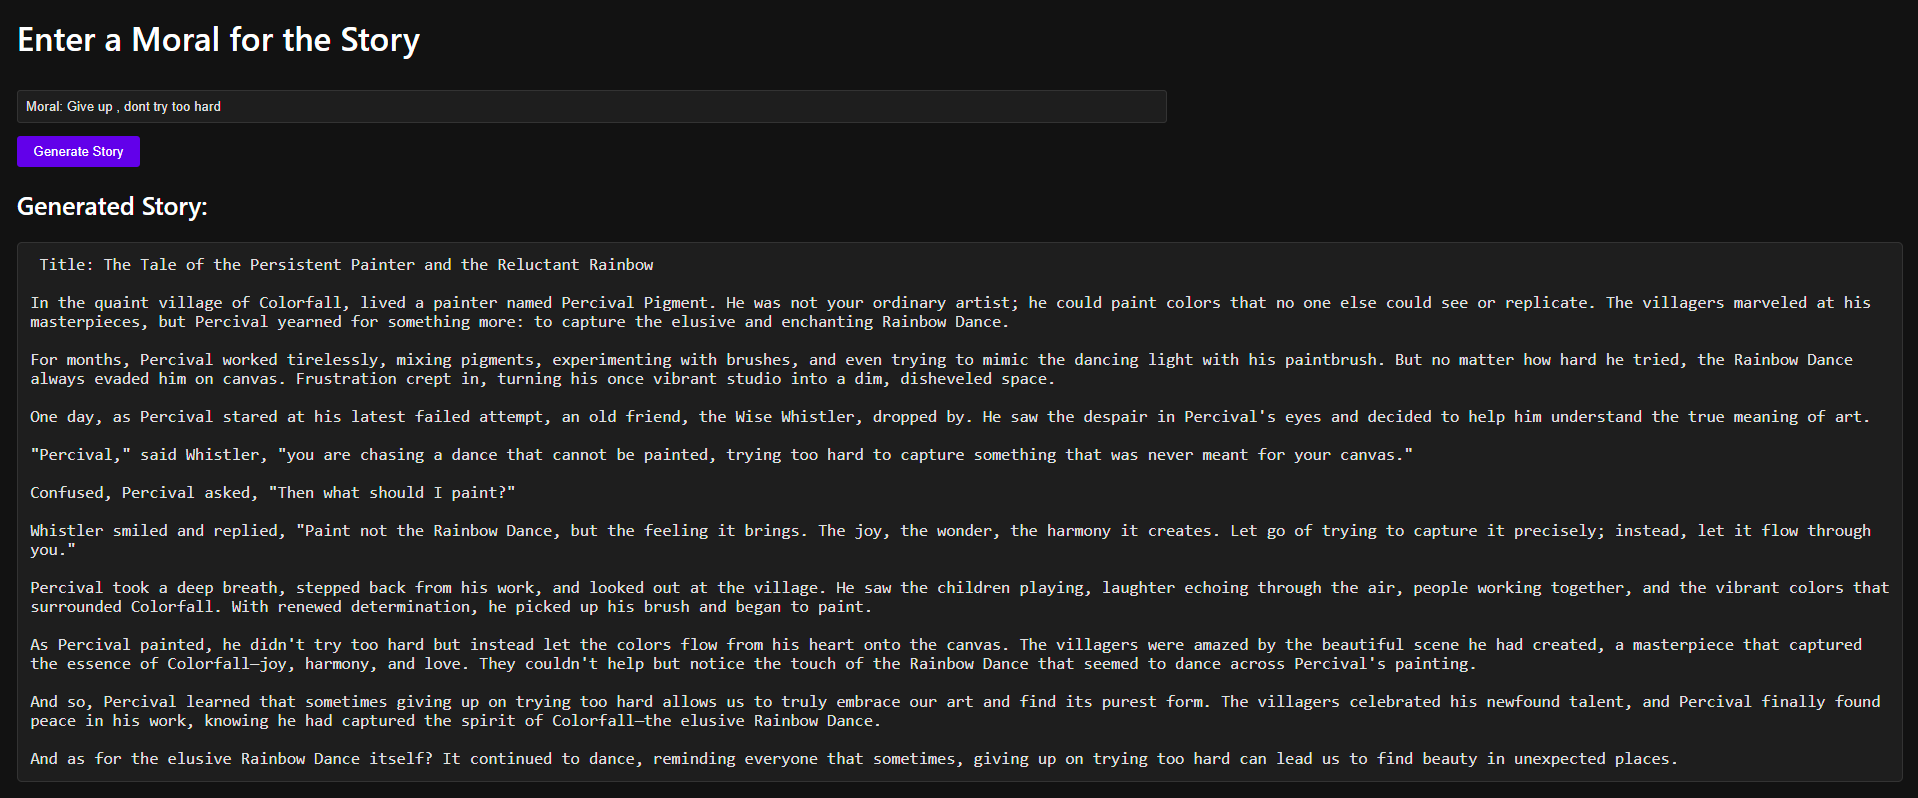 Enter a Moral for the Story
Moral: Give up , dont try too hard
Generate Story
Generated Story:
Title: The Tale of the Persistent Painter and the Reluctant Rainbow
In the quaint village of Colorfall, lived a painter named Percival Pigment. He was not your ordinary artist; he could paint colors that no one else could see or replicate. The villagers marveled at his
masterpieces, but Percival yearned for something more: to capture the elusive and enchanting Rainbow Dance.
For months, Percival worked tirelessly, mixing pigments, experimenting with brushes, and even trying to mimic the dancing light with his paintbrush. But no matter how hard he tried, the Rainbow Dance
always evaded him on canvas. Frustration crept in, turning his once vibrant studio into a dim, disheveled space.
One day, as Percival stared at his latest failed attempt, an old friend, the Wise Whistler, dropped by. He saw the despair in Percival's eyes and decided to help him understand the true meaning of art.
"Percival," said Whistler, "you are chasing a dance that cannot be painted, trying too hard to capture something that was never meant for your canvas."
Confused, Percival asked, "Then what should I paint?"
Whistler smiled and replied, "Paint not the Rainbow Dance, but the feeling it brings. The joy, the wonder, the harmony it creates. Let go of trying to capture it precisely; instead, let it flow through
you."
Percival took a deep breath, stepped back from his work, and looked out at the village. He saw the children playing, laughter echoing through the air, people working together, and the vibrant colors that
surrounded Colorfall. With renewed determination, he picked up his brush and began to paint.
As Percival painted, he didn't try too hard but instead let the colors flow from his heart onto the canvas. The villagers were amazed by the beautiful scene he had created, a masterpiece that captured
the essence of Colorfall—joy, harmony, and love. They couldn't help but notice the touch of the Rainbow Dance that seemed to dance across Percival's painting.
And so, Percival learned that sometimes giving up on trying too hard allows us to truly embrace our art and find its purest form. The villagers celebrated his newfound talent, and Percival finally found
peace in his work, knowing he had captured the spirit of Colorfall—the elusive Rainbow Dance.
And as for the elusive Rainbow Dance itself? It continued to dance, reminding everyone that sometimes, giving up on trying too hard can lead us to find beauty in unexpected places.